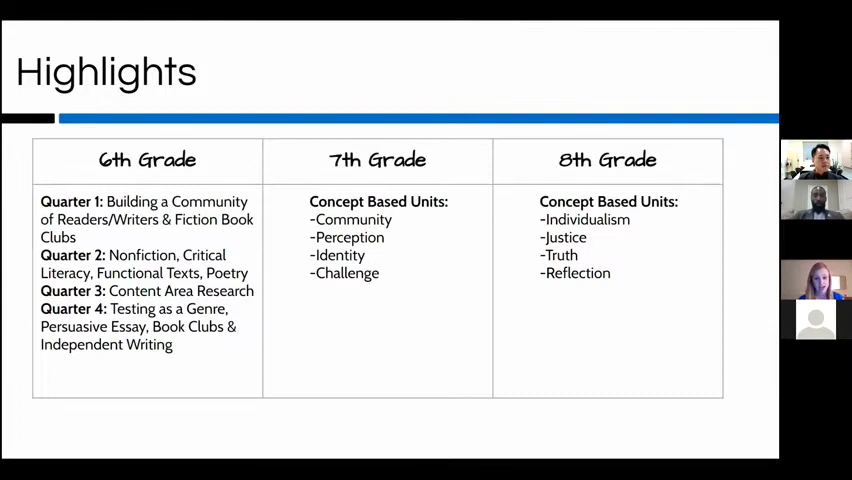 Highlights
6th Grade
7th Grade
8th Grade
Quarter 1: Building a Community
of Readers/Writers & Fiction Book
Clubs
Quarter 2: Nonfiction, Critical
Literacy, Functional Texts, Poetry
Quarter 3: Content Area Research
Quarter 4: Testing as a Genre,
Persuasive Essay, Book Clubs &
Independent Writing
Concept Based Units:
-Community
-Perception
-Identity
-Challenge
Concept Based Units:
-Individualism
-Justice
-Truth
-Reflection